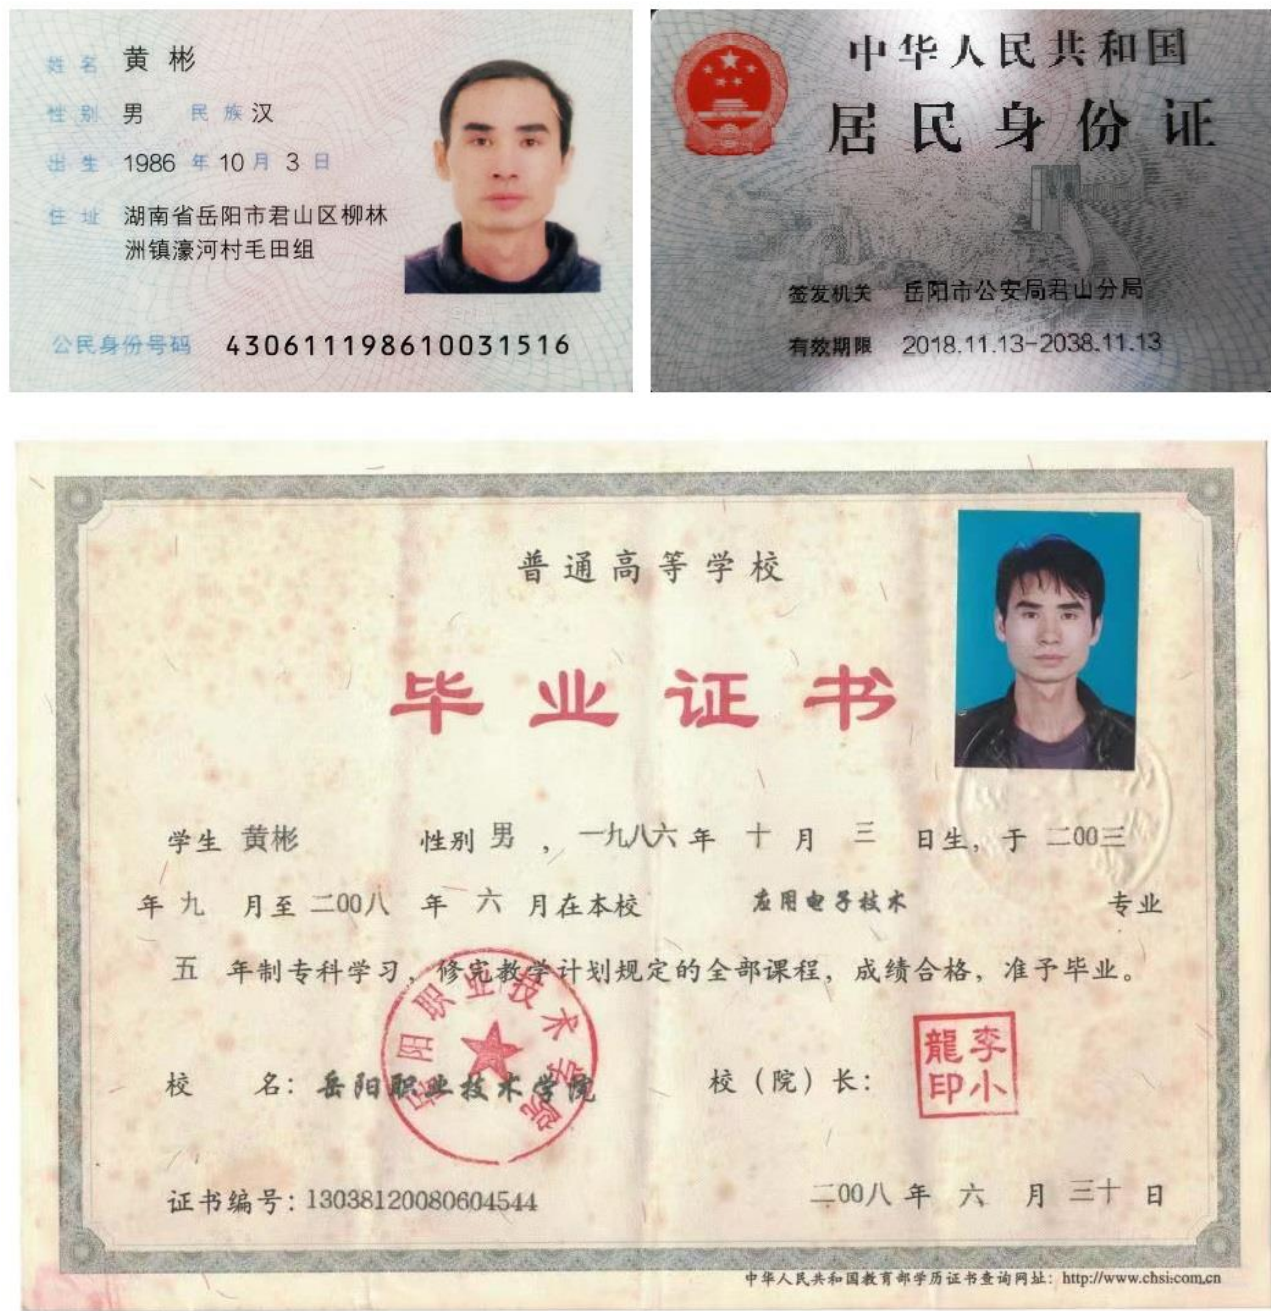 姓名 黄彬
性别 男 民族 汉
出生 1986 年 10 月 3 日
住址 湖南省岳阳市君山区柳林
洲镇濠河村毛田组
公民身份号码 430611198610031516
中华人民共和国
居民身份证
签发机关 岳阳市公安局君山分局
有效期限 2018.11.13-2038.11.13
普通高等学校
毕业证书
学生 黄彬 性别 男 ,一九八六 年 十 月 三 日生, 于 二00三
年 九 月至 二00八 年 六 月在本校 应用电子技术 专业
五 年制专科学习, 修完教学计划规定的全部课程, 成绩合格, 准予毕业。
岳阳职业技术学院
校 名: 岳阳职业技术学院 校 (院) 长:
李小龍印
证书编号: 13038120080604544 二00八 年 六 月 三十 日
中华人民共和国教育部学历证书查询网址: http://www.chsi.com.cn